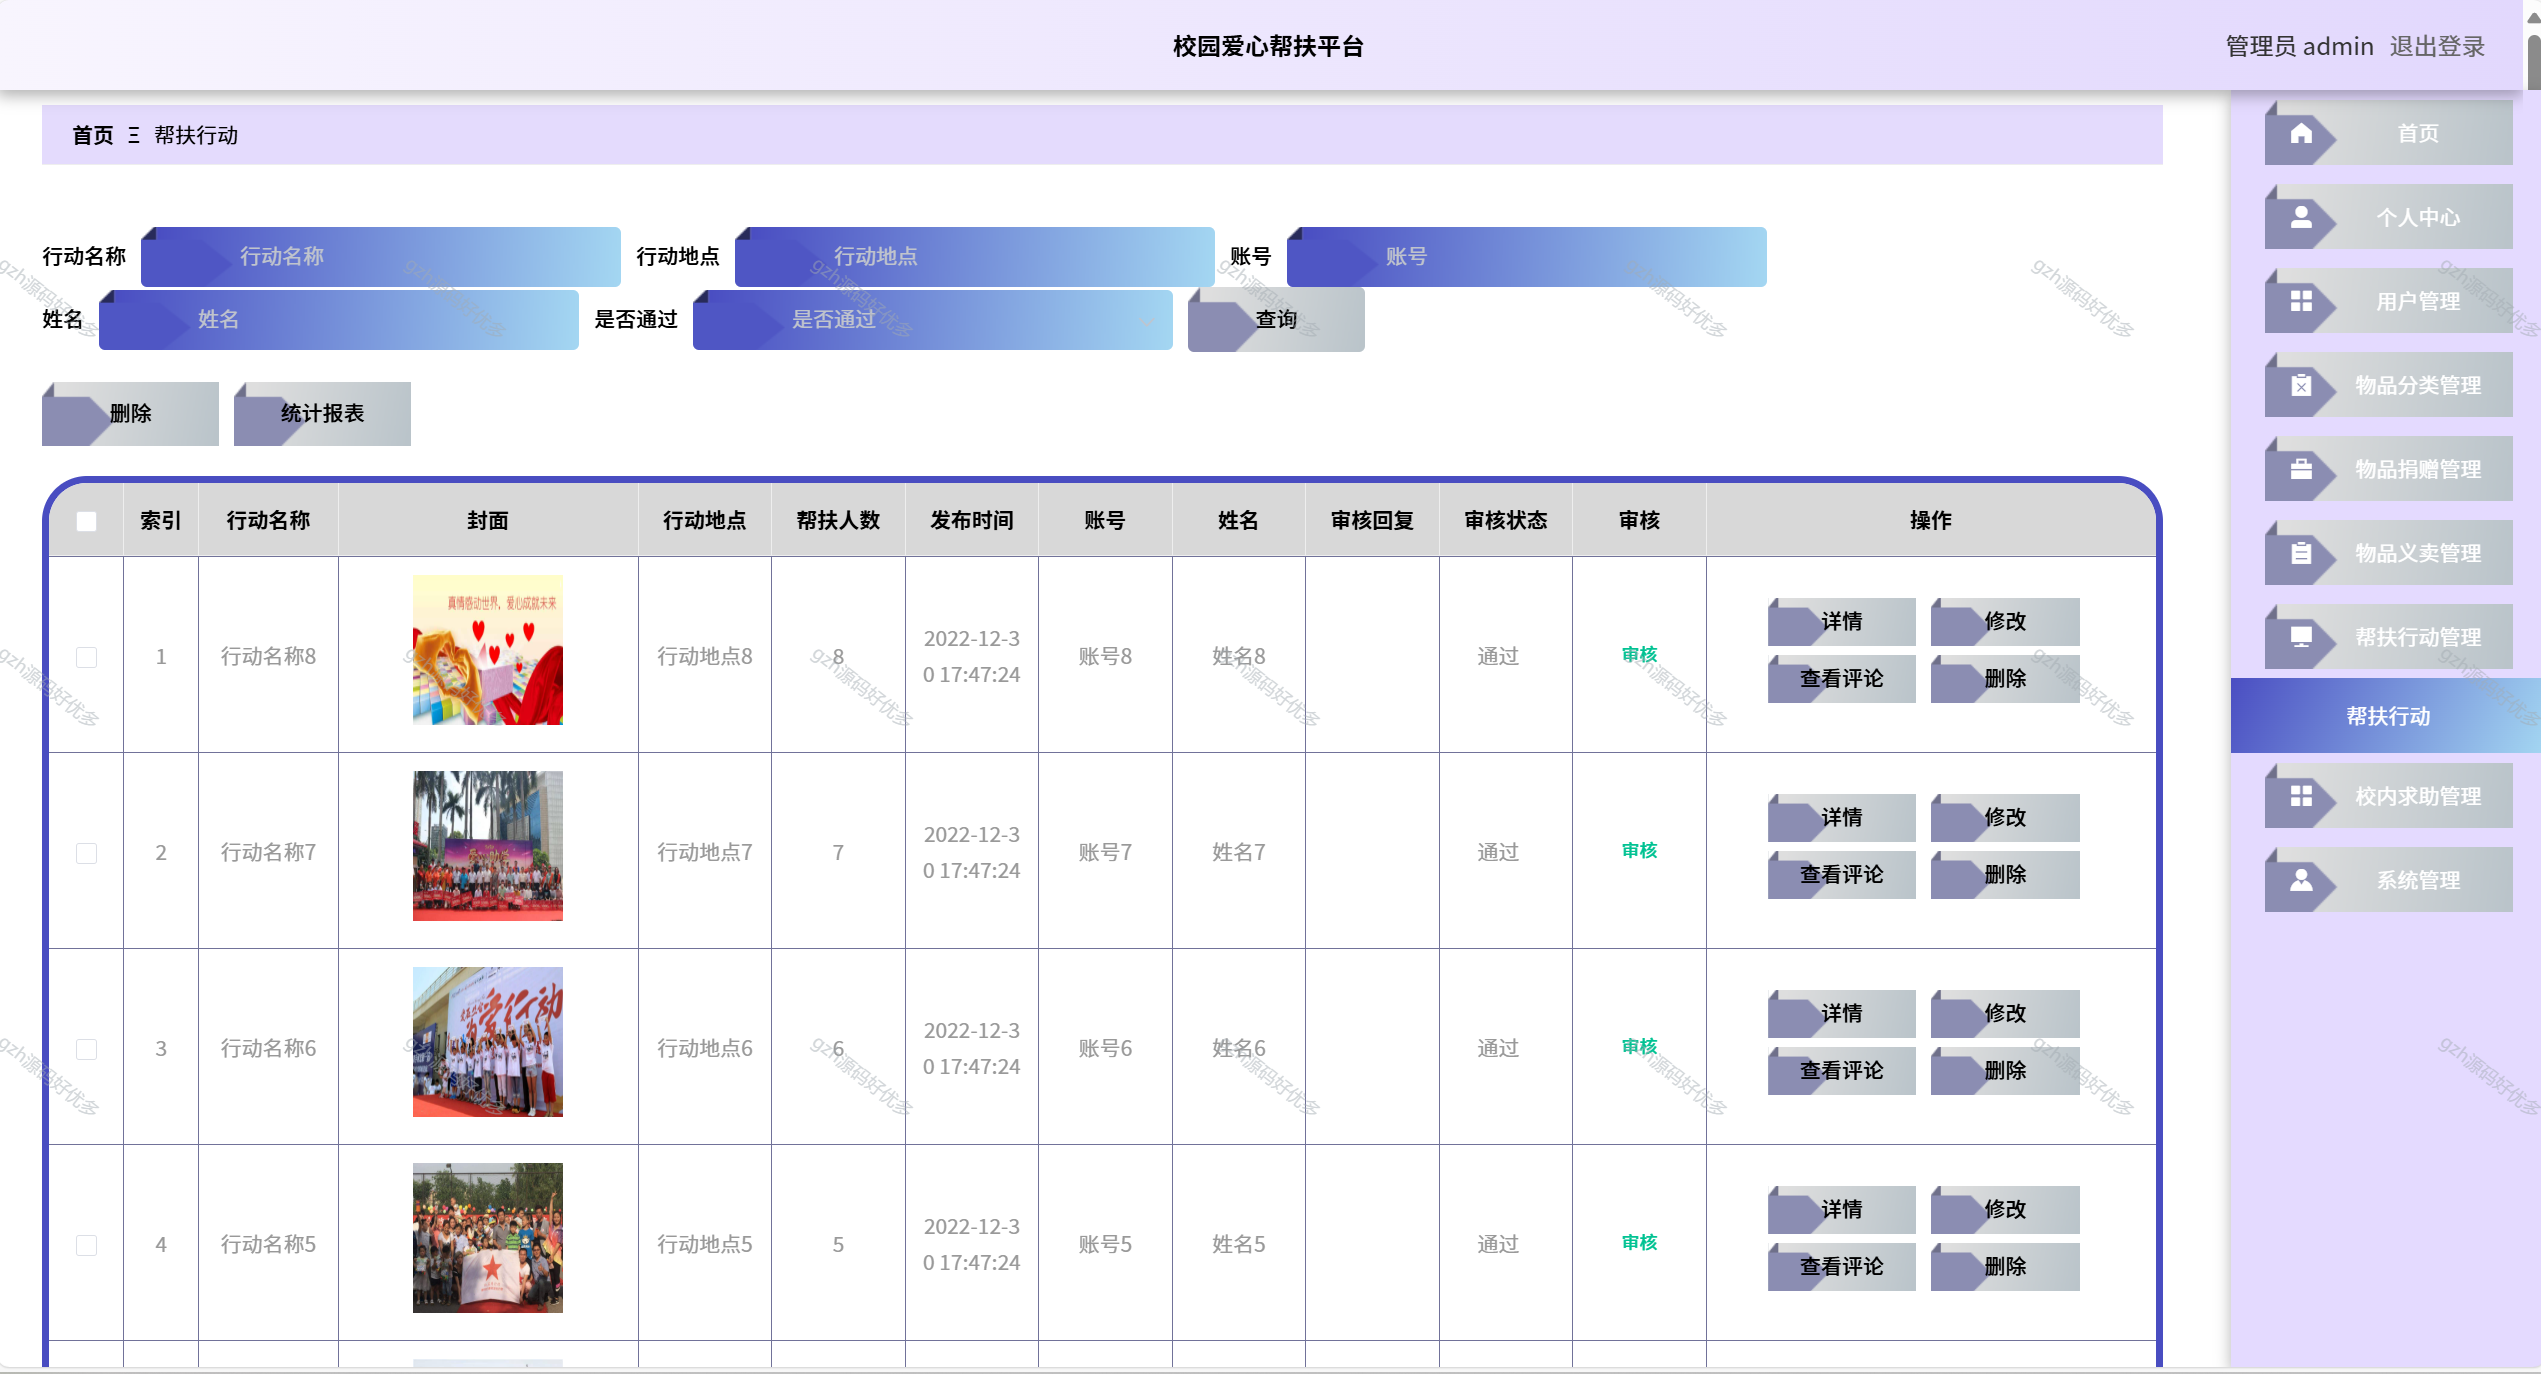 校园爱心帮扶平台
管理员 admin 退出登录
首页 Ξ 帮扶行动
行动名称 行动名称 行动地点 行动地点 账号 账号
姓名 姓名 是否通过 是否通过 查询
删除 统计报表
索引 行动名称 封面 行动地点 帮扶人数 发布时间 账号 姓名 审核回复 审核状态 审核 操作
真情感动世界，爱心成就未来
1 行动名称8 行动地点8 8 2022-12-3
0 17:47:24 账号8 姓名8 通过 审核
详情 修改
查看评论 删除
2 行动名称7 行动地点7 7 2022-12-3
0 17:47:24 账号7 姓名7 通过 审核
详情 修改
查看评论 删除
3 行动名称6 行动地点6 6 2022-12-3
0 17:47:24 账号6 姓名6 通过 审核
详情 修改
查看评论 删除
4 行动名称5 行动地点5 5 2022-12-3
0 17:47:24 账号5 姓名5 通过 审核
详情 修改
查看评论 删除
首页
个人中心
用户管理
物品分类管理
物品捐赠管理
物品义卖管理
帮扶行动管理
帮扶行动
校内求助管理
系统管理
gzh源码好优多